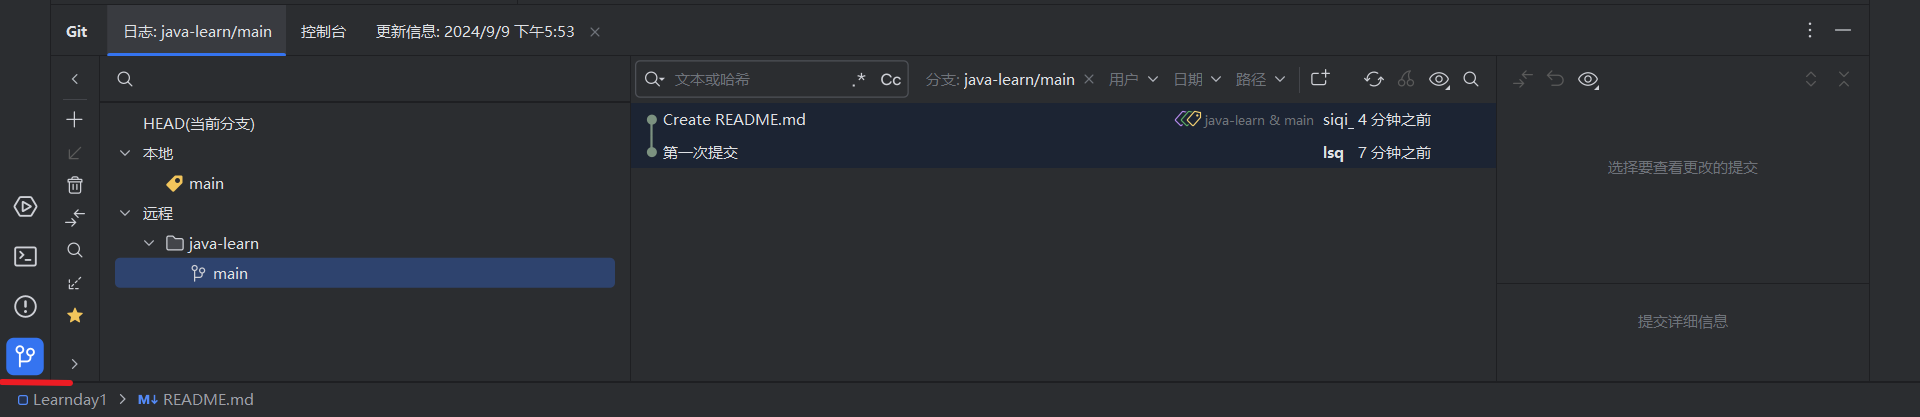 Git 日志: java-learn/main 控制台 更新信息: 2024/9/9 下午5:53
文本或哈希 .* Cc 分支: java-learn/main 用户 日期 路径
HEAD(当前分支)
本地
main
远程
java-learn
main
Create README.md java-learn & main siqi_ 4 分钟之前
第一次提交 lsq 7 分钟之前
选择要查看更改的提交
提交详细信息
Learnday1 > M↓ README.md